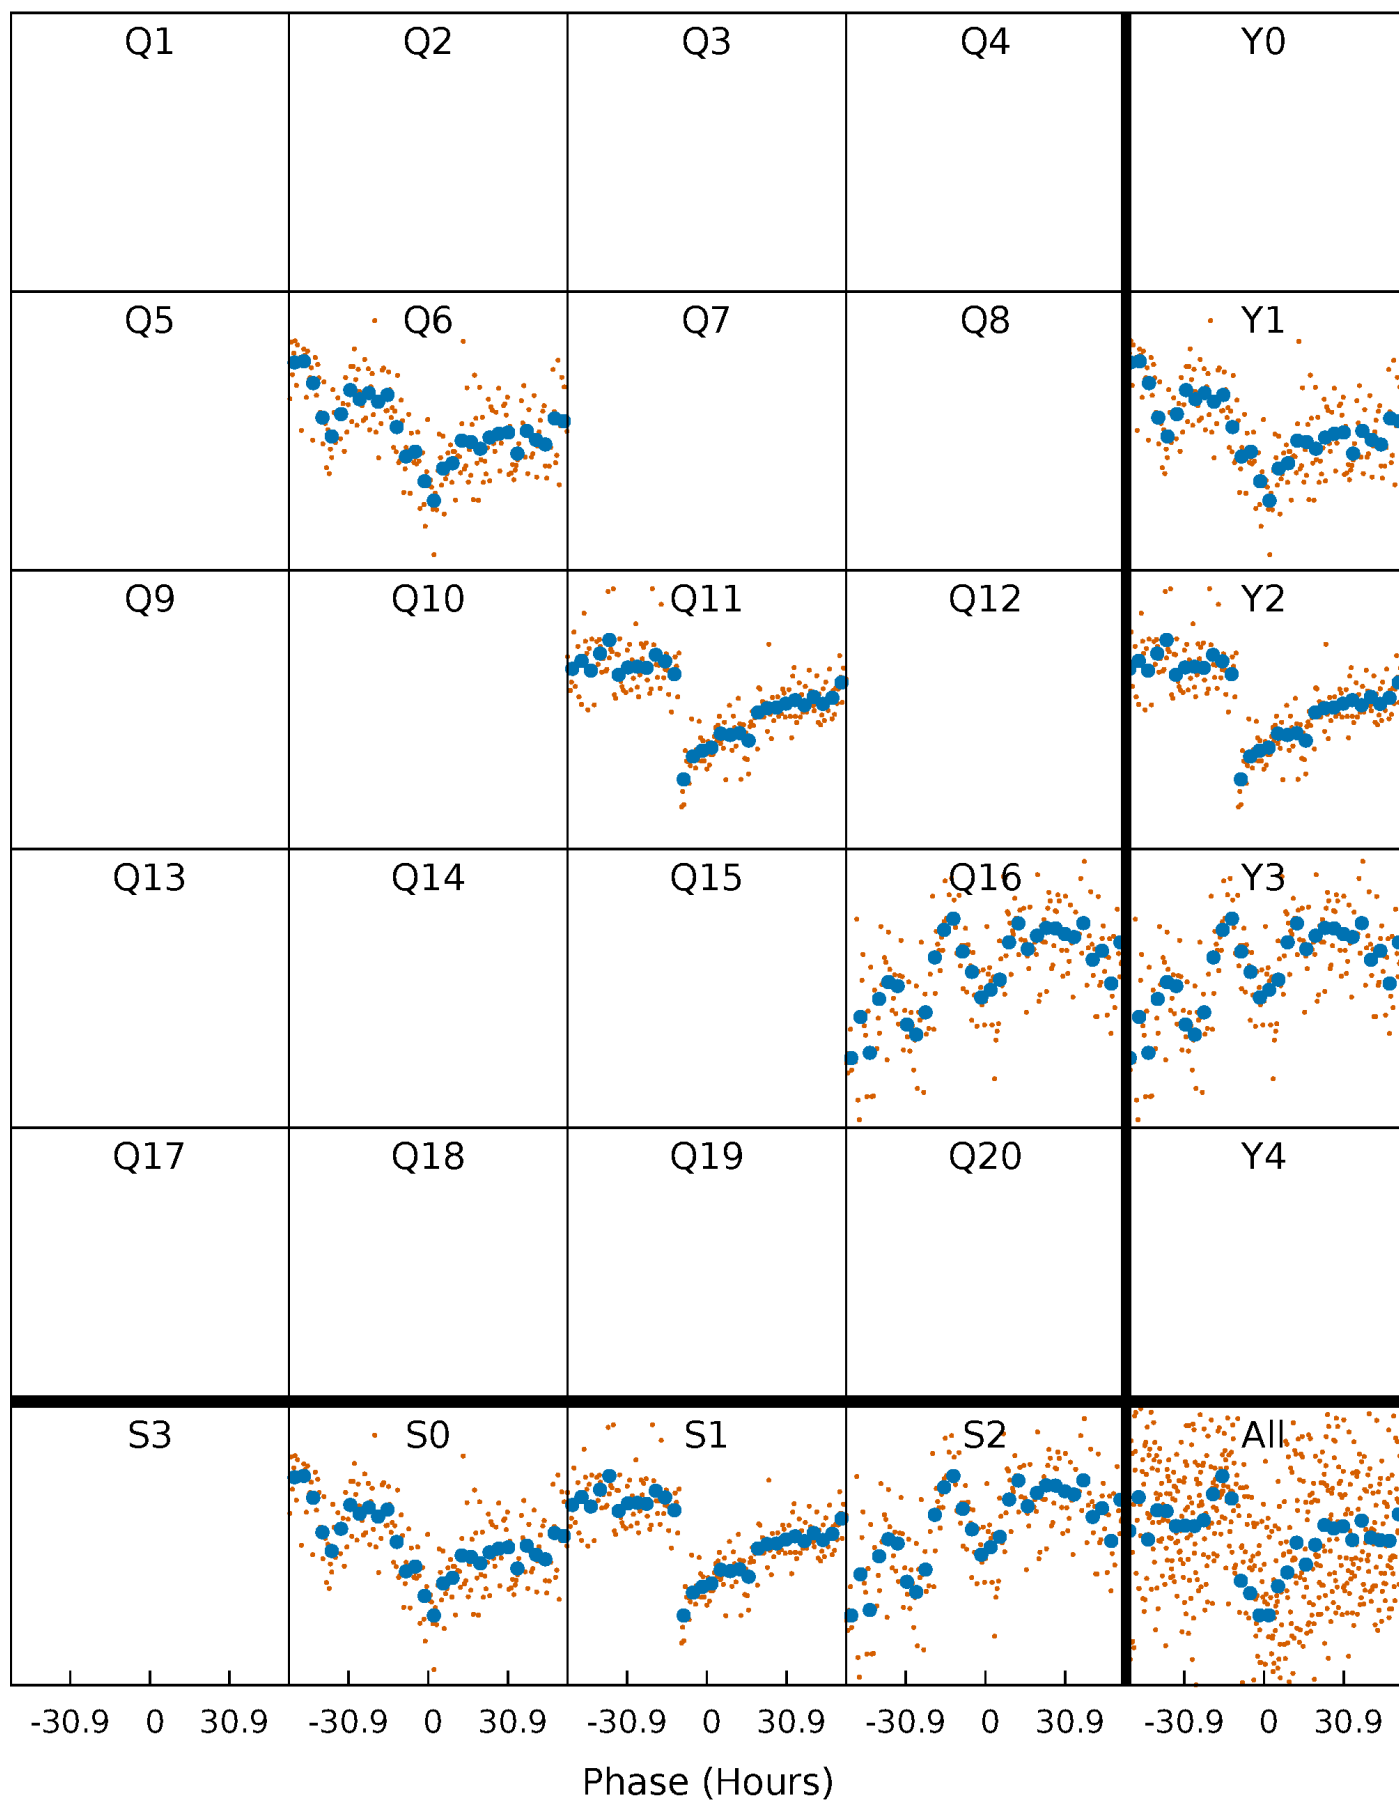 Q1 Q2 Q3 Q4 Y0
Q5 Q6 Q7 Q8 Y1
Q9 Q10 Q11 Q12 Y2
Q13 Q14 Q15 Q16 Y3
Q17 Q18 Q19 Q20 Y4
S3 S0 S1 S2 All
-30.9 0 30.9 -30.9 0 30.9 -30.9 0 30.9 -30.9 0 30.9 -30.9 0 30.9
Phase (Hours)